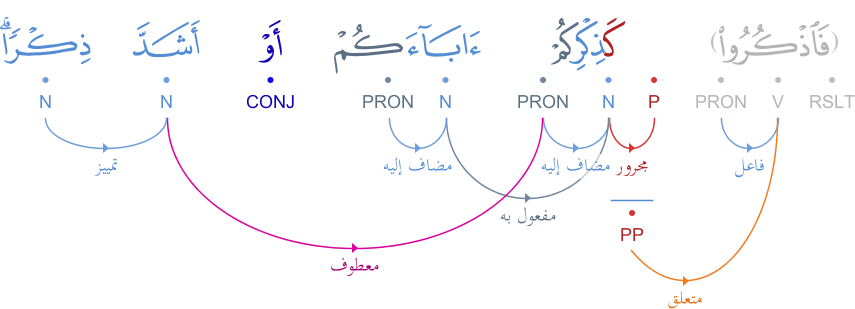 (فَٱذْكُرُوا۟) كَذِكْرِكُمْ ءَابَآءَكُمْ أَوْ أَشَدَّ ذِكْرًا ۗ
RSLT V PRON P N PRON N PRON CONJ N N
فاعل مجرور مضاف إليه مضاف إليه تمييز
مفعول به
PP
معطوف
متعلق